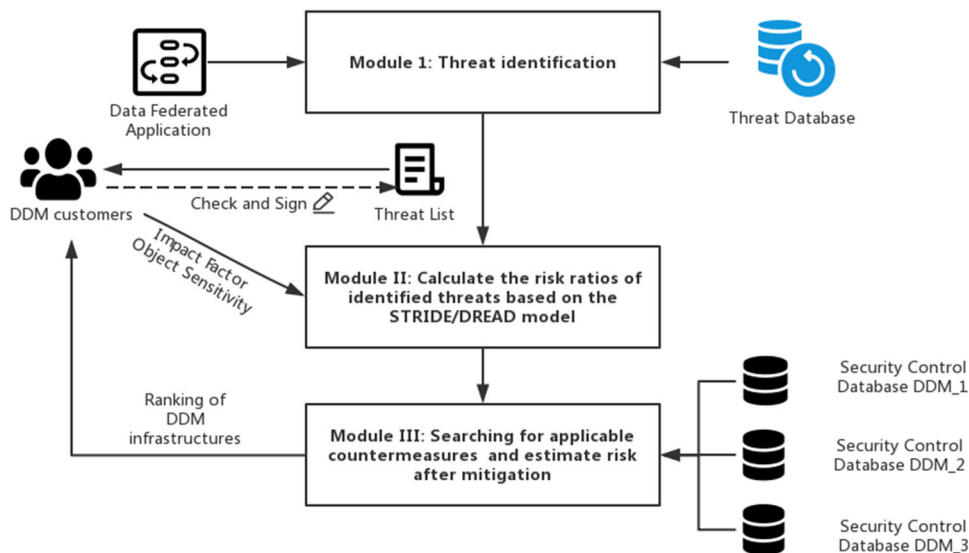 Module 1: Threat identification
Data Federated
Application
Threat Database
DDM customers
Check and Sign
Threat List
Impact Factor
Object Sensitivity
Module II: Calculate the risk ratios of
identified threats based on the
STRIDE/DREAD model
Ranking of
DDM
infrastructures
Module III: Searching for applicable
countermeasures and estimate risk
after mitigation
Security Control
Database DDM_1
Security Control
Database DDM_2
Security Control
Database DDM_3